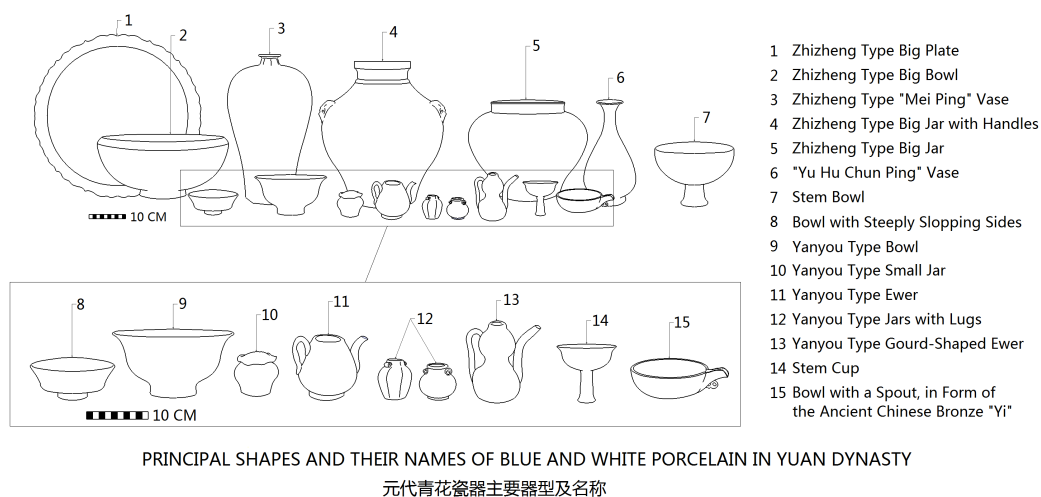 1
2
3
4
5
6
7
10 CM
8
9
10
11
12
13
14
15
10 CM
1 Zhizheng Type Big Plate
2 Zhizheng Type Big Bowl
3 Zhizheng Type "Mei Ping" Vase
4 Zhizheng Type Big Jar with Handles
5 Zhizheng Type Big Jar
6 "Yu Hu Chun Ping" Vase
7 Stem Bowl
8 Bowl with Steeply Slopping Sides
9 Yanyou Type Bowl
10 Yanyou Type Small Jar
11 Yanyou Type Ewer
12 Yanyou Type Jars with Lugs
13 Yanyou Type Gourd-Shaped Ewer
14 Stem Cup
15 Bowl with a Spout, in Form of
the Ancient Chinese Bronze "Yi"
PRINCIPAL SHAPES AND THEIR NAMES OF BLUE AND WHITE PORCELAIN IN YUAN DYNASTY
元代青花瓷器主要器型及名称